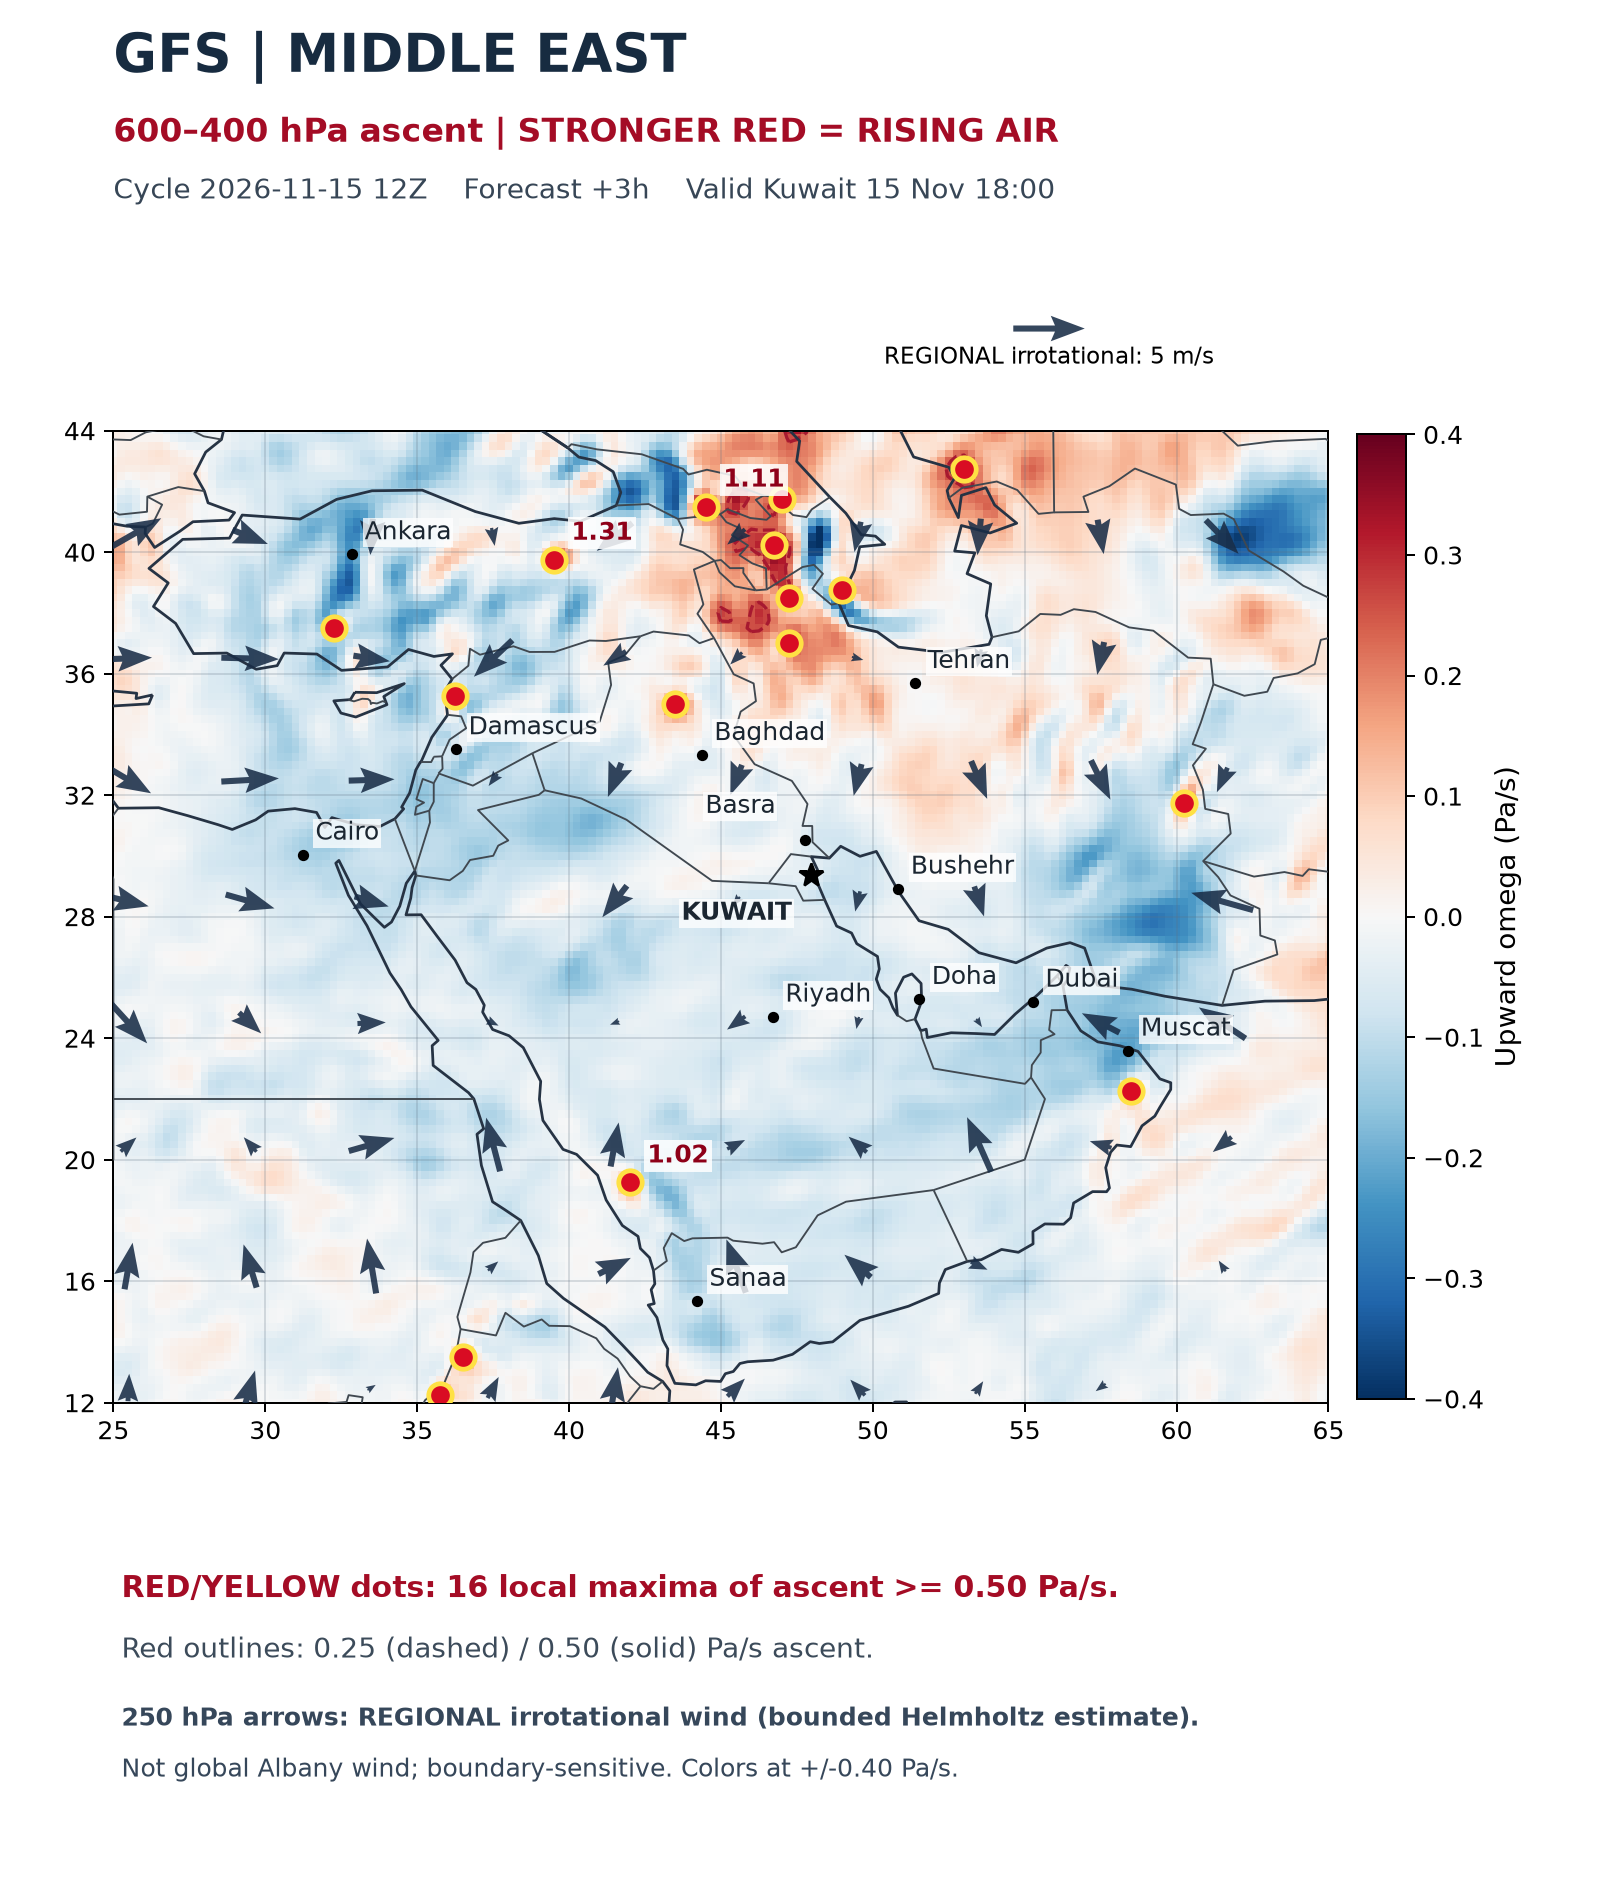 GFS | MIDDLE EAST
600–400 hPa ascent | STRONGER RED = RISING AIR
Cycle 2026-11-15 12Z    Forecast +3h    Valid Kuwait 15 Nov 18:00
REGIONAL irrotational: 5 m/s
44
40
36
32
28
24
20
16
12
1.11
1.31
Ankara
Tehran
Damascus
Baghdad
Basra
Cairo
Bushehr
KUWAIT
Doha
Dubai
Riyadh
Muscat
1.02
Sanaa
25 30 35 40 45 50 55 60 65
0.4
0.3
0.2
0.1
0.0
−0.1
−0.2
−0.3
−0.4
Upward omega (Pa/s)
RED/YELLOW dots: 16 local maxima of ascent >= 0.50 Pa/s.
Red outlines: 0.25 (dashed) / 0.50 (solid) Pa/s ascent.
250 hPa arrows: REGIONAL irrotational wind (bounded Helmholtz estimate).
Not global Albany wind; boundary-sensitive. Colors at +/-0.40 Pa/s.